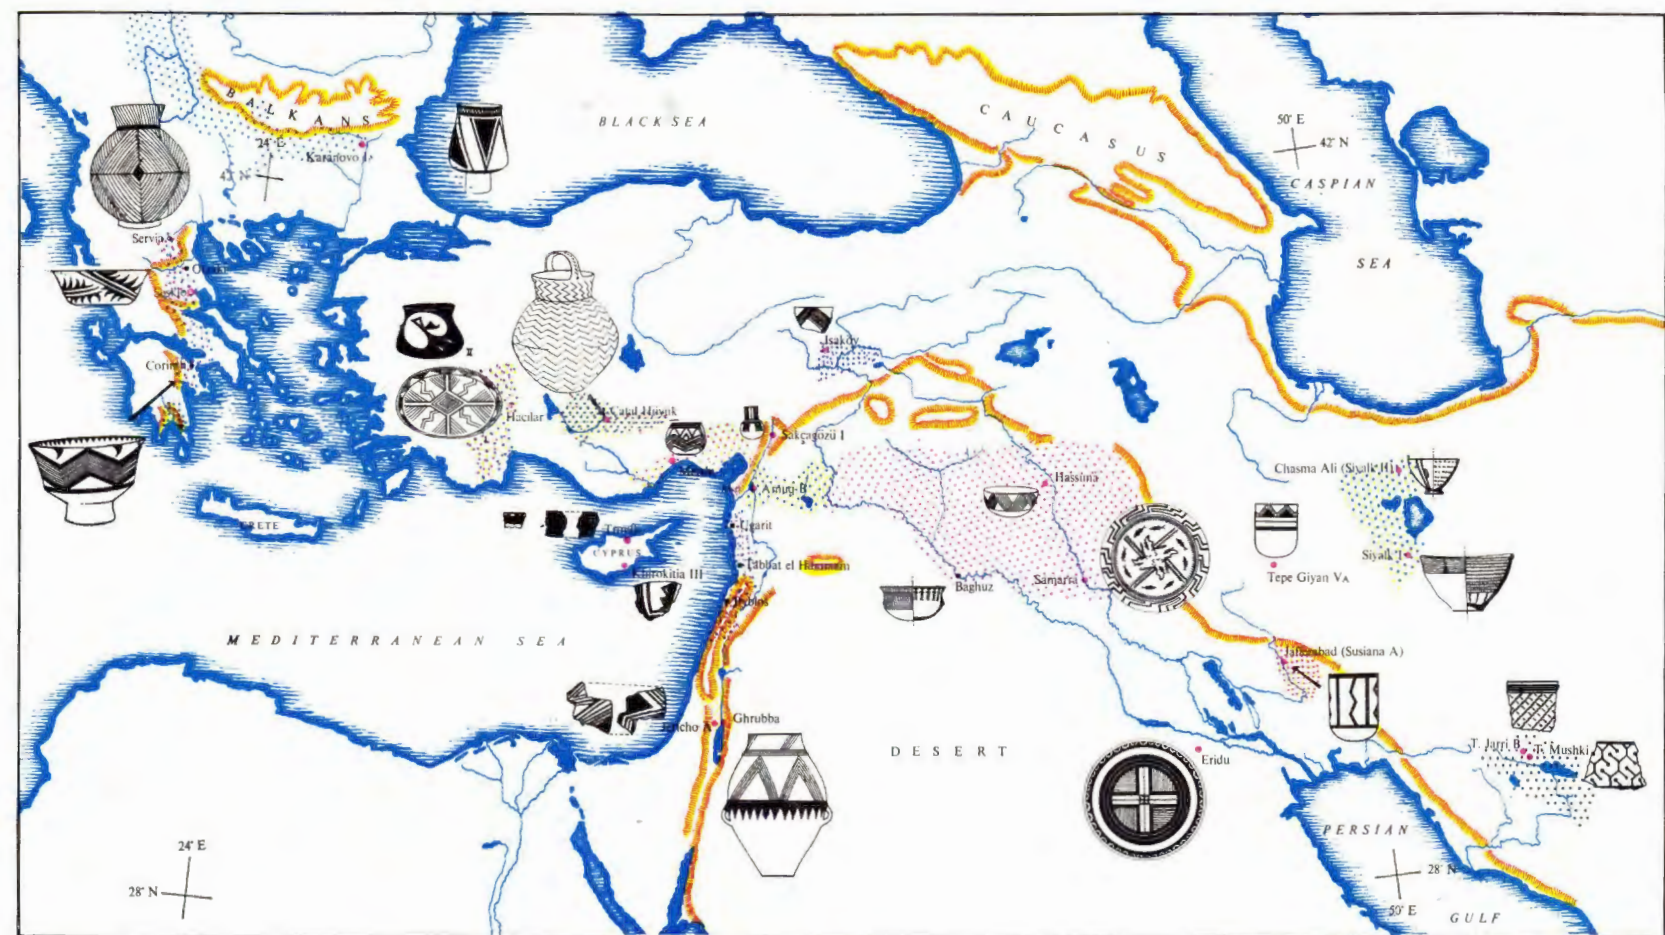 BALKANS
BLACK SEA
CAUCASUS
50° E
42° N
CASPIAN
SEA
24° E
42° N
Karanovo I
Servia
Corinth
Isaköy
Hacilar
Çatal Hüyük
Mersin
Sakçagözü I
Amuq B
Hassuna
Chasma Ali (Siyalk II)
Siyalk I
Tepe Giyan VA
CRETE
Ugarit
CYPRUS
Khirokitia III
Tabbat el Hammam
Byblos
Baghuz
Samarra
MEDITERRANEAN SEA
Jafarabad (Susiana A)
Jericho A
Ghrubba
DESERT
Eridu
T. Jarri B
T. Mushki
PERSIAN
GULF
28° N
50° E
24° E
28° N